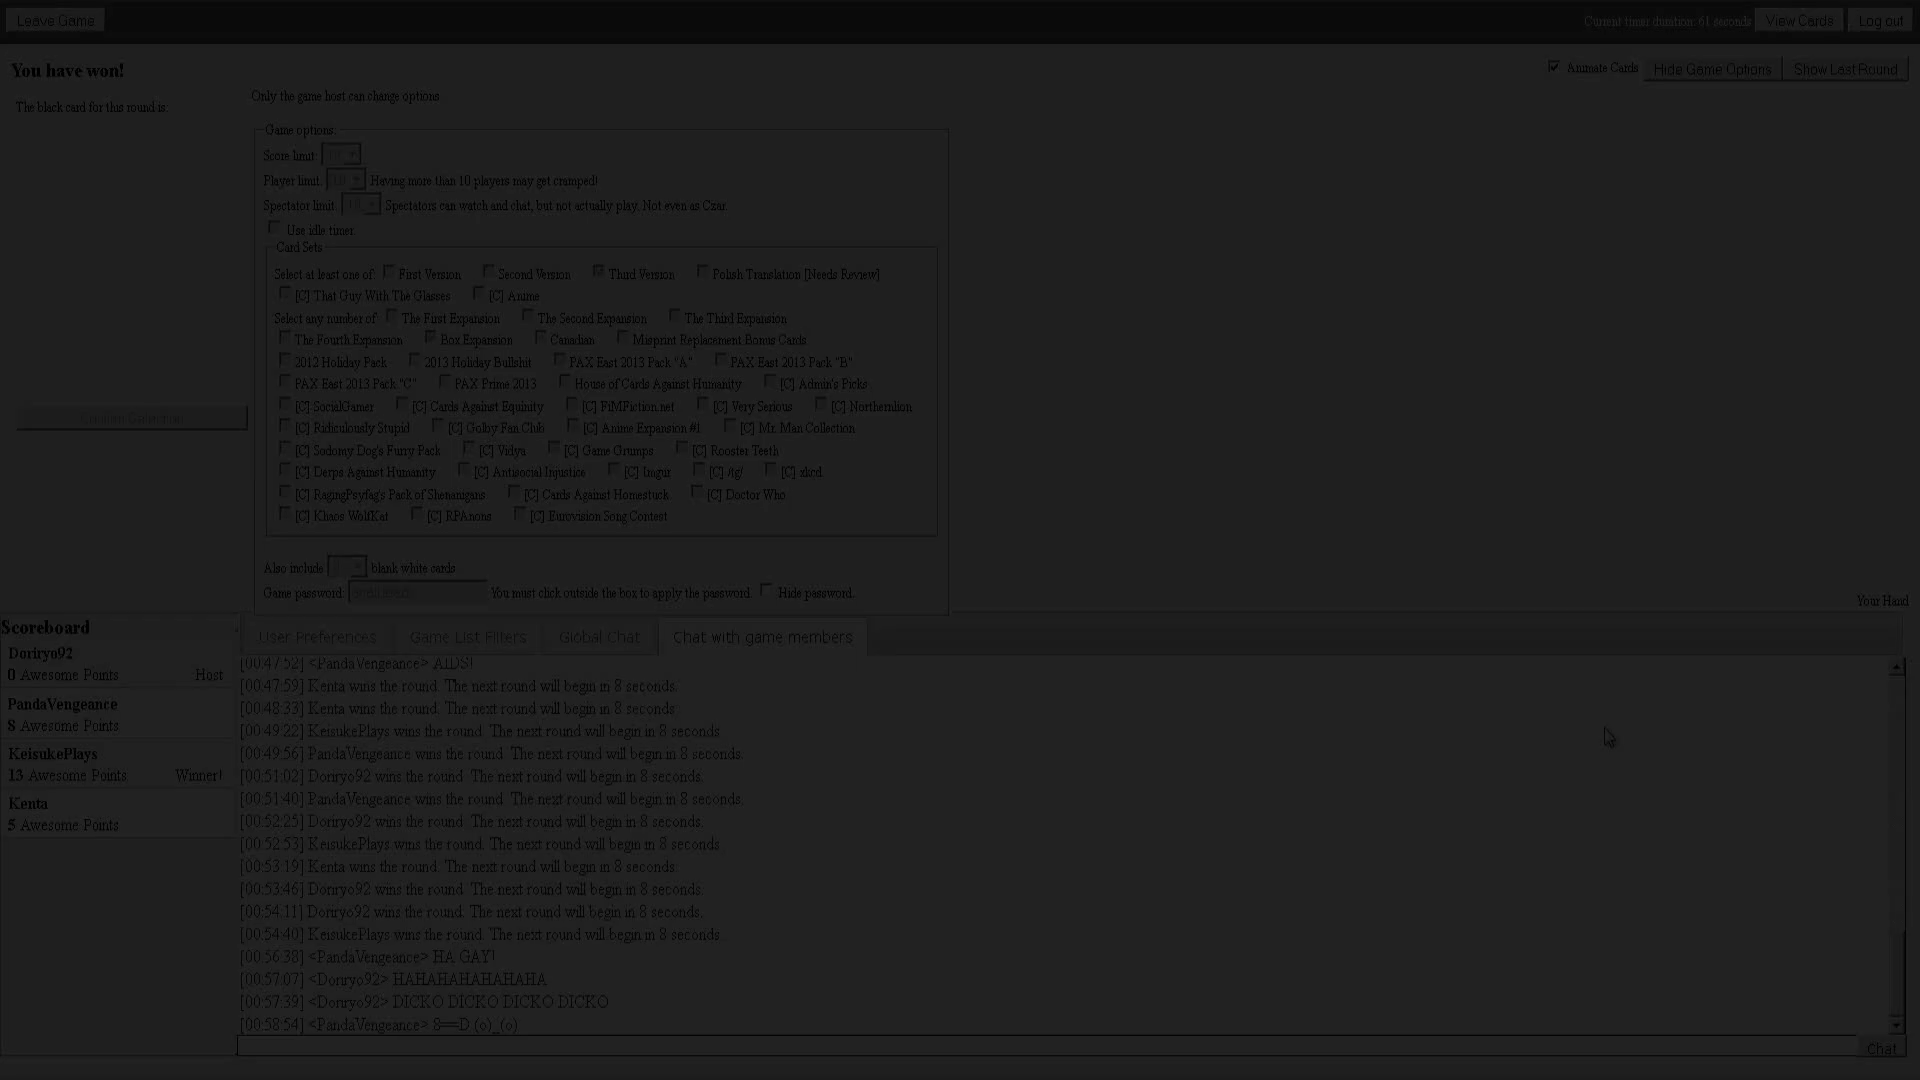 Leave Game
Current timer duration: 61 seconds
View Cards
Log out
You have won!
Animate Cards
Hide Game Options
Show Last Round
The black card for this round is:
Only the game host can change options
Game options:
Score limit:
Player limit: 10 Having more than 10 players may get cramped!
Spectator limit: 10 Spectators can watch and chat, but not actually play. Not even as Czar.
Use idle timer.
Card Sets
Select at least one of: First Version Second Version Third Version Polish Translation [Needs Review]
[C] That Guy With The Glasses [C] Anime
Select any number of: The First Expansion The Second Expansion The Third Expansion
The Fourth Expansion Box Expansion Canadian Misprint Replacement Bonus Cards
2012 Holiday Pack 2013 Holiday Bullshit PAX East 2013 Pack "A" PAX East 2013 Pack "B"
PAX East 2013 Pack "C" PAX Prime 2013 House of Cards Against Humanity [C] Admin's Picks
[C] SocialGamer [C] Cards Against Equinity [C] FiMFiction.net [C] Very Serious [C] Northernlion
[C] Ridiculously Stupid [C] Golby Fan Club [C] Anime Expansion #1 [C] Mr. Man Collection
[C] Sodomy Dog's Furry Pack [C] Vidya [C] Game Grumps [C] Rooster Teeth
[C] Derps Against Humanity [C] Antisocial Injustice [C] Imgur [C] /tg/ [C] xkcd
[C] RagingPsyfag's Pack of Shenanigans [C] Cards Against Homestuck [C] Doctor Who
[C] Khaos WolfKat [C] RPAnons [C] Eurovision Song Contest
Confirm Selection
Also include blank white cards.
Game password: You must click outside the box to apply the password. Hide password.
Your Hand
Scoreboard
Doriryo92
0 Awesome Points Host
PandaVengeance
8 Awesome Points
KeisukePlays
13 Awesome Points Winner!
Kenta
5 Awesome Points
User Preferences
Game List Filters
Global Chat
Chat with game members
[00:47:52] <PandaVengeance> AIDS!
[00:47:59] Kenta wins the round. The next round will begin in 8 seconds.
[00:48:33] Kenta wins the round. The next round will begin in 8 seconds.
[00:49:22] KeisukePlays wins the round. The next round will begin in 8 seconds.
[00:49:56] PandaVengeance wins the round. The next round will begin in 8 seconds.
[00:51:02] Doriryo92 wins the round. The next round will begin in 8 seconds.
[00:51:40] PandaVengeance wins the round. The next round will begin in 8 seconds.
[00:52:25] Doriryo92 wins the round. The next round will begin in 8 seconds.
[00:52:53] KeisukePlays wins the round. The next round will begin in 8 seconds.
[00:53:19] Kenta wins the round. The next round will begin in 8 seconds.
[00:53:46] Doriryo92 wins the round. The next round will begin in 8 seconds.
[00:54:11] Doriryo92 wins the round. The next round will begin in 8 seconds.
[00:54:40] KeisukePlays wins the round. The next round will begin in 8 seconds.
[00:56:38] <PandaVengeance> HA GAY!
[00:57:07] <Doriryo92> HAHAHAHAHAHAHA
[00:57:39] <Doriryo92> DICKO DICKO DICKO DICKO
[00:58:54] <PandaVengeance> 8==D (o)_(o)
Chat